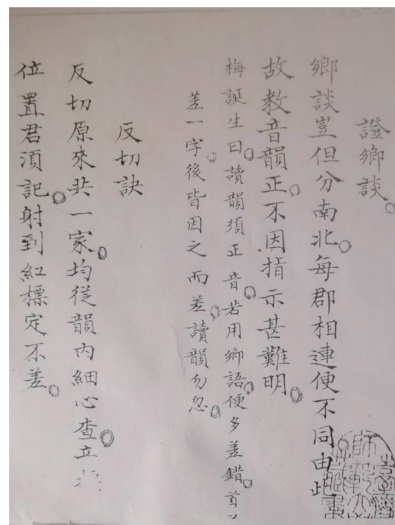 證鄉談。
鄉談豈但分南北。每郡相連便不同。由此
故教音韻正。不因指示甚難明。
梅誕生曰。讀韻須正音。若用鄉語。便多差錯。首
差一字。後皆因之而差。讀韻勿忽。
反切訣
反切原來共一家。均從韻內細心查。立
位置君須記。射到紅標定不差。